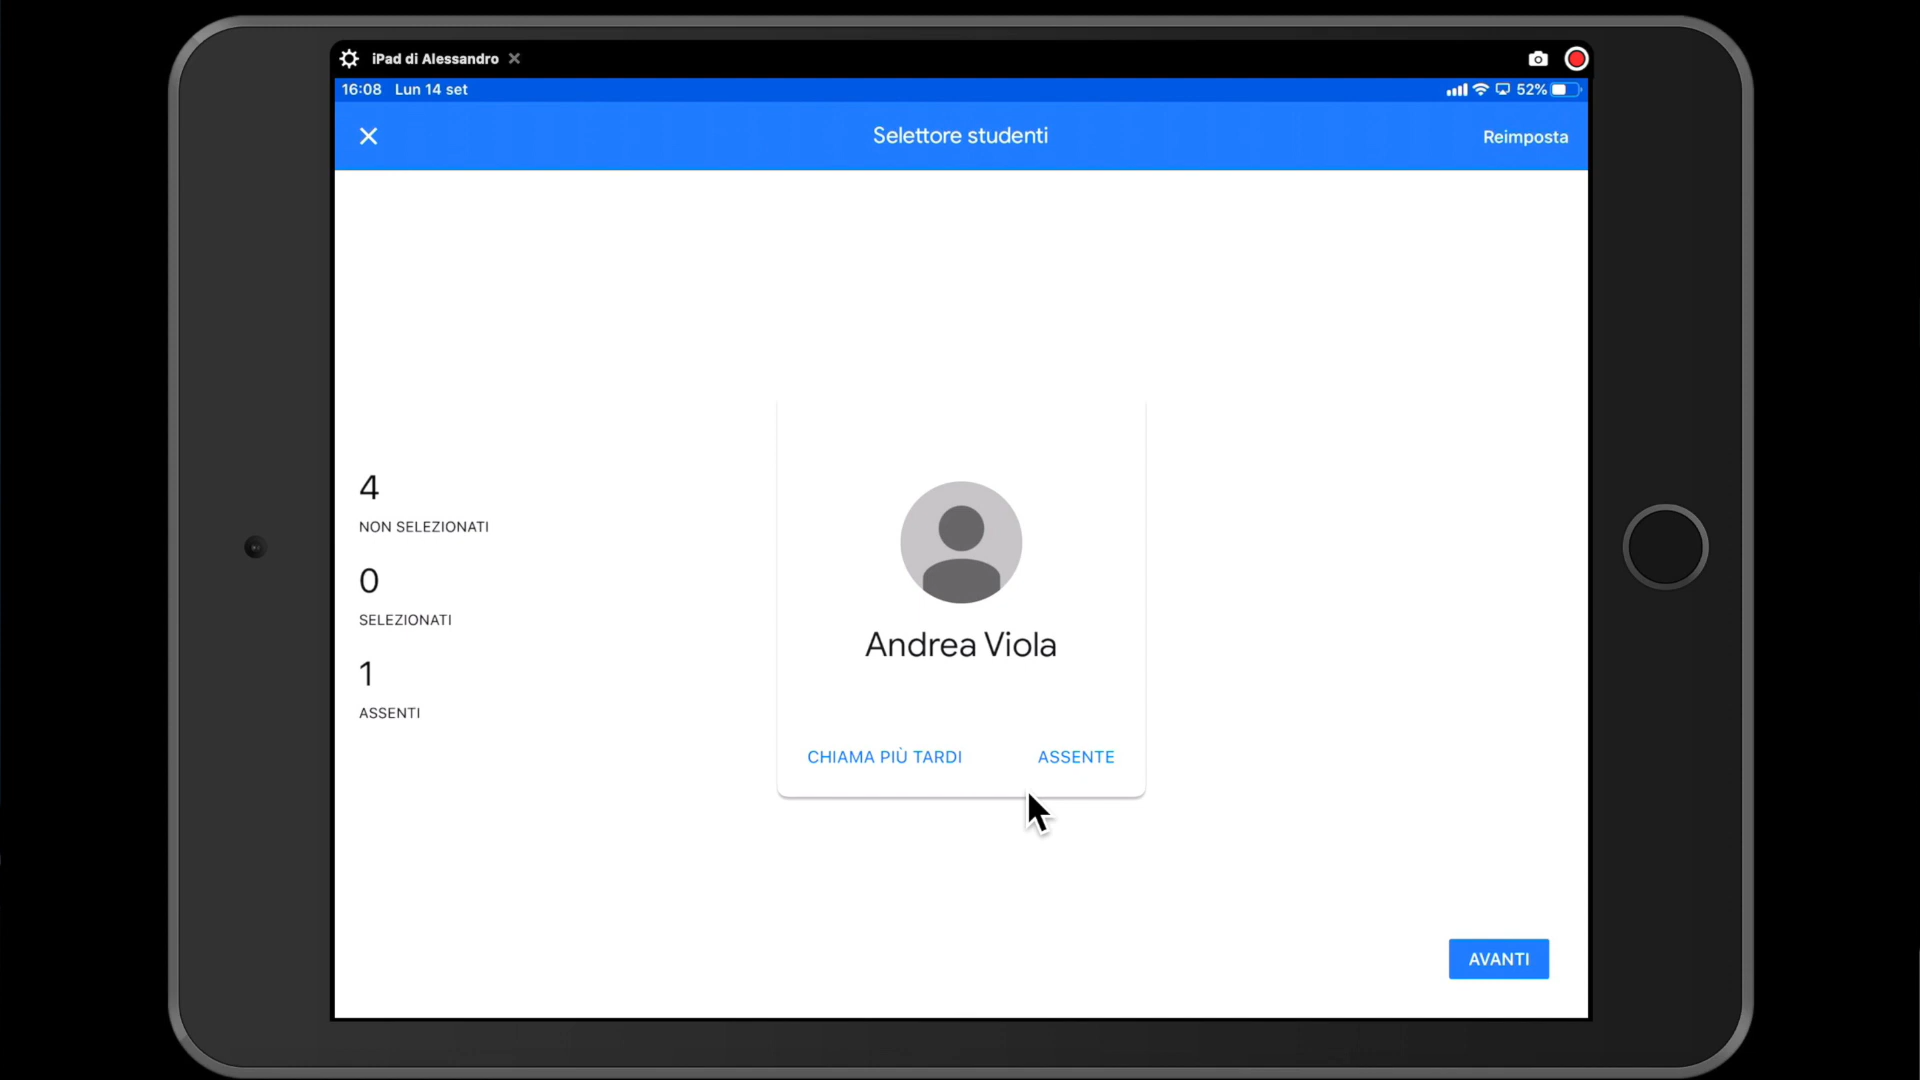 iPad di Alessandro
16:08 Lun 14 set
52%
Selettore studenti
Reimposta
4
NON SELEZIONATI
0
SELEZIONATI
1
ASSENTI
Andrea Viola
CHIAMA PIÙ TARDI
ASSENTE
AVANTI